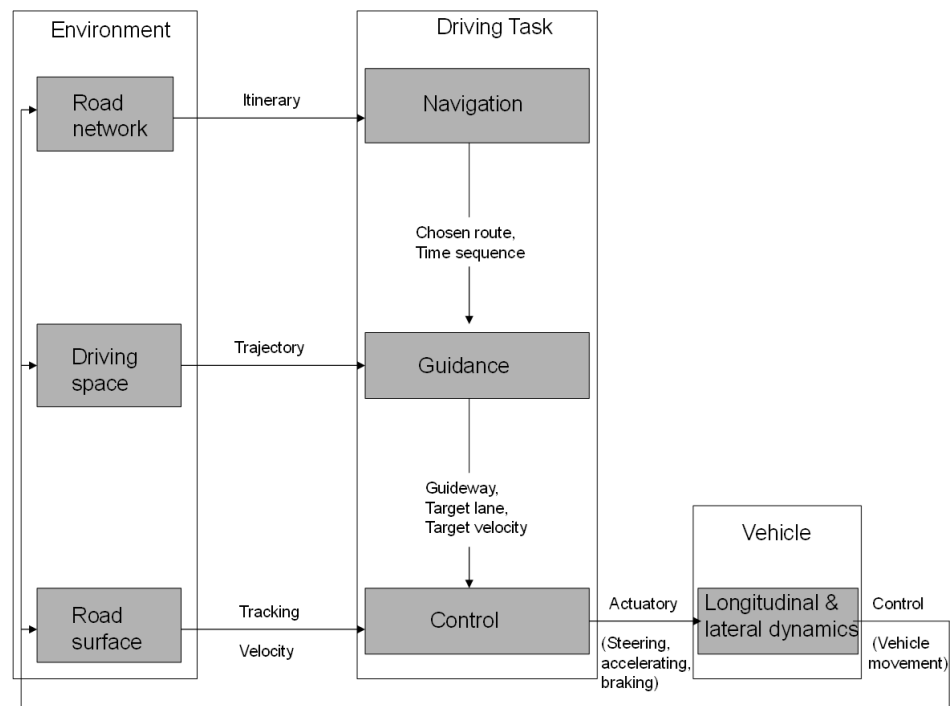 Environment
Driving Task
Road
network
Itinerary
Navigation
Chosen route,
Time sequence
Driving
space
Trajectory
Guidance
Guideway,
Target lane,
Target velocity
Vehicle
Road
surface
Tracking
Velocity
Control
Actuatory
(Steering,
accelerating,
braking)
Longitudinal &
lateral dynamics
Control
(Vehicle
movement)